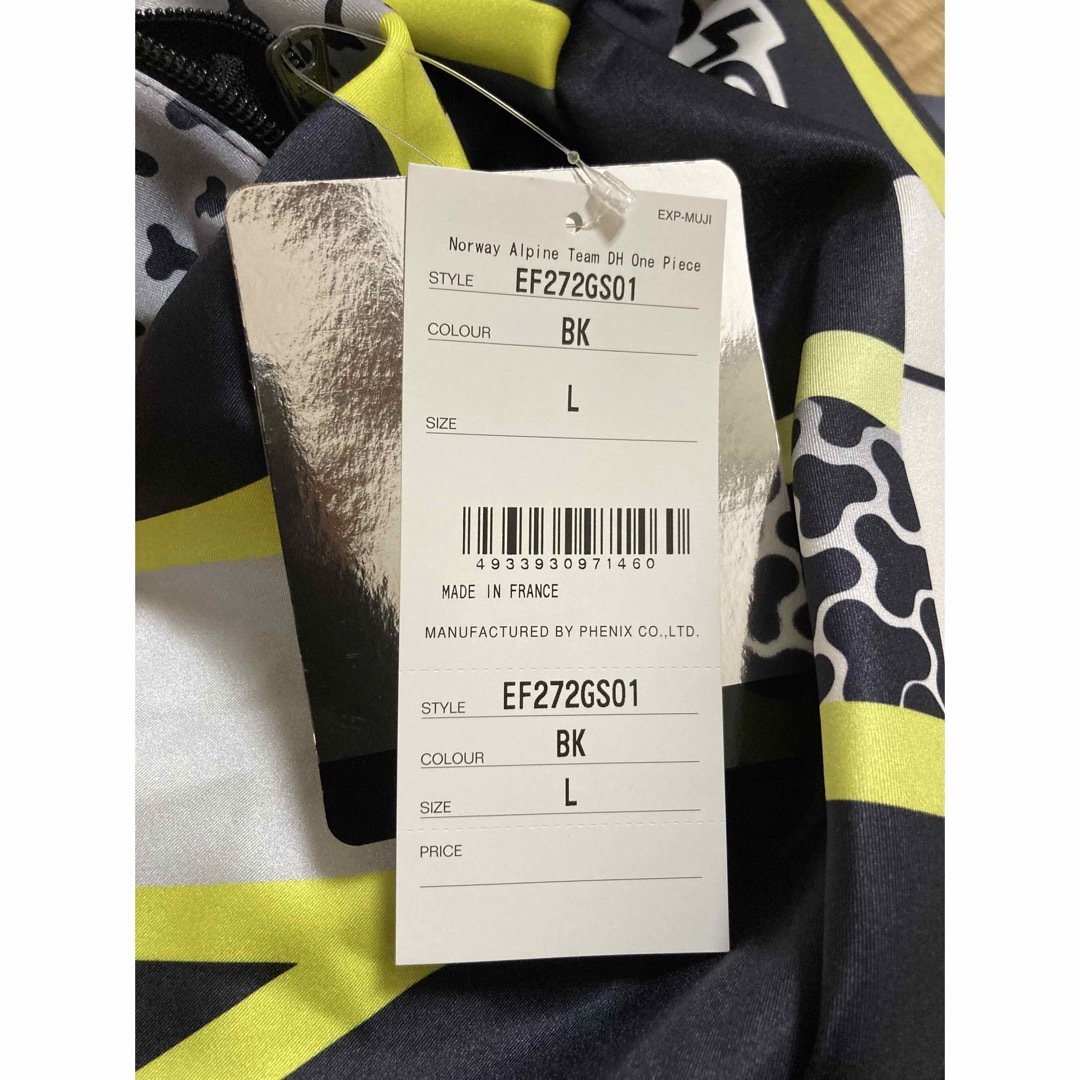 EXP-MUJI
Norway Alpine Team DH One Piece
STYLE EF272GS01
COLOUR BK
L
SIZE
4933930971460
MADE IN FRANCE
MANUFACTURED BY PHENIX CO.,LTD.
STYLE EF272GS01
COLOUR BK
SIZE L
PRICE